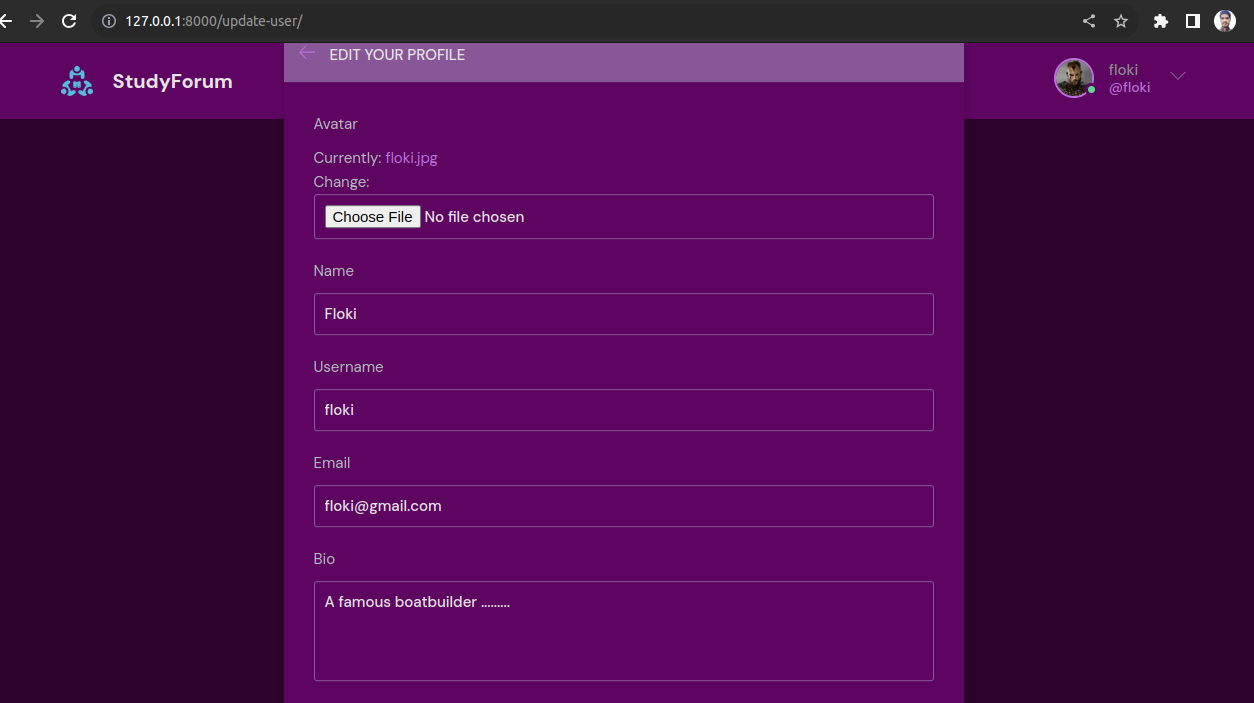 127.0.0.1:8000/update-user/
EDIT YOUR PROFILE
StudyForum
floki
@floki
Avatar
Currently: floki.jpg
Change:
Choose File No file chosen
Name
Floki
Username
floki
Email
floki@gmail.com
Bio
A famous boatbuilder .........